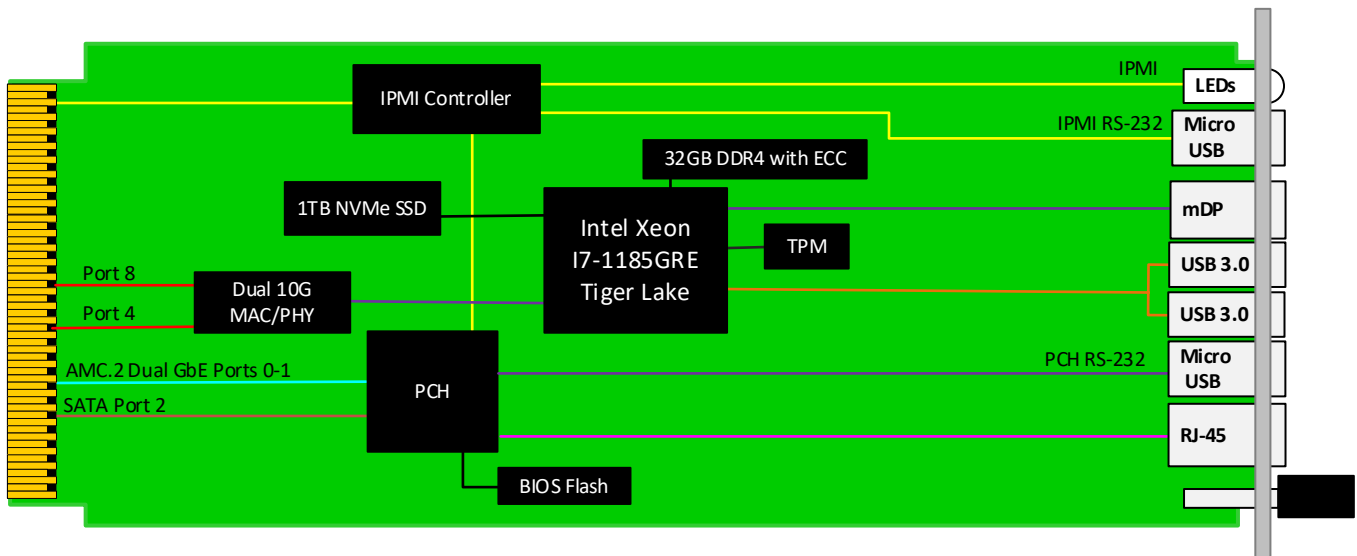 IPMI
LEDs
IPMI Controller
IPMI RS-232
Micro
USB
32GB DDR4 with ECC
1TB NVMe SSD
Intel Xeon
I7-1185GRE
Tiger Lake
mDP
TPM
USB 3.0
USB 3.0
Port 8
Dual 10G
MAC/PHY
Port 4
AMC.2 Dual GbE Ports 0-1
PCH
PCH RS-232
Micro
USB
SATA Port 2
RJ-45
BIOS Flash